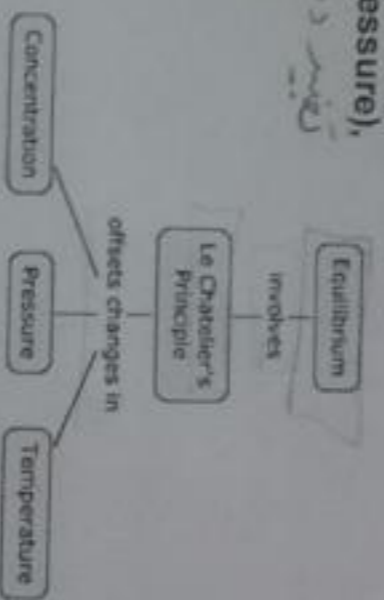 essure),
Equilibrium
involves
Le Chatelier's
Principle
offsets changes in
Concentration
Pressure
Temperature